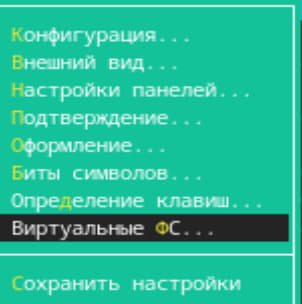 Конфигурация...
Внешний вид...
Настройки панелей...
Подтверждение...
Оформление...
Биты символов...
Определение клавиш...
Виртуальные ФС...
Сохранить настройки